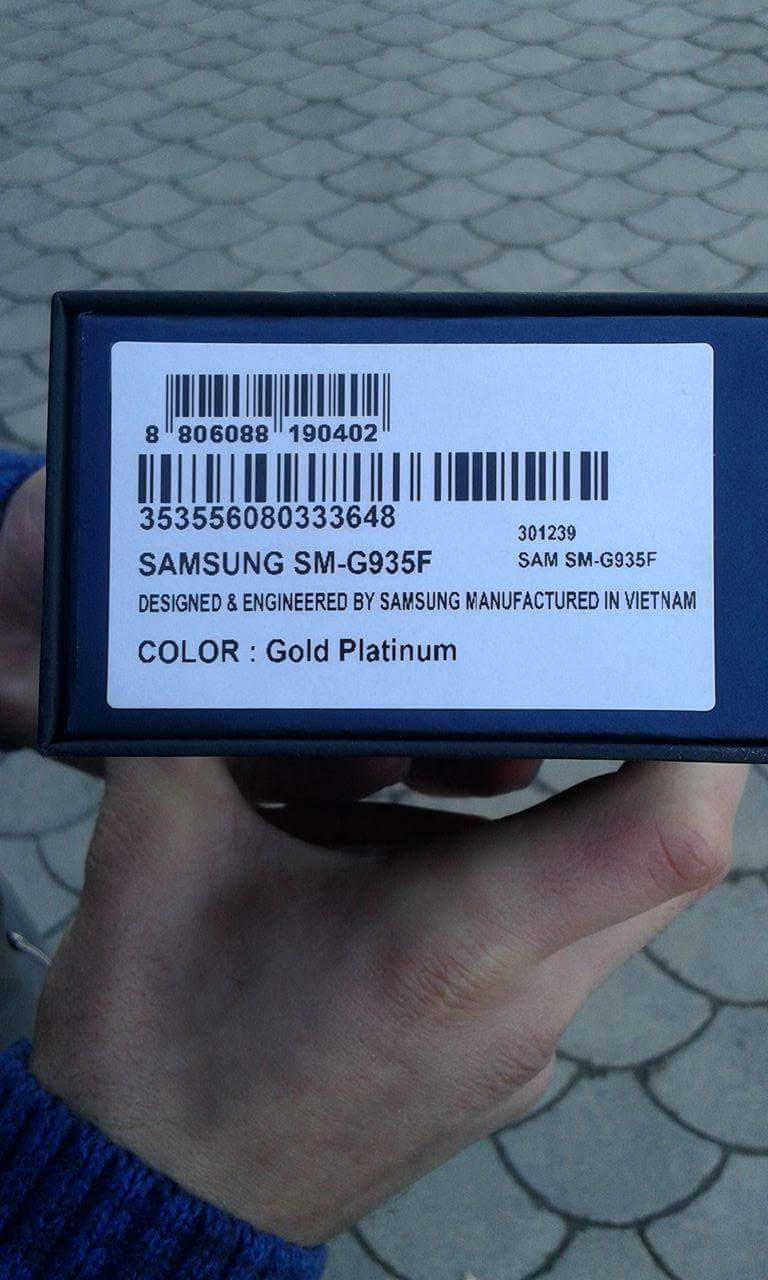 8 806088 190402
353556080333648
301239
SAMSUNG SM-G935F
SAM SM-G935F
DESIGNED & ENGINEERED BY SAMSUNG MANUFACTURED IN VIETNAM
COLOR : Gold Platinum